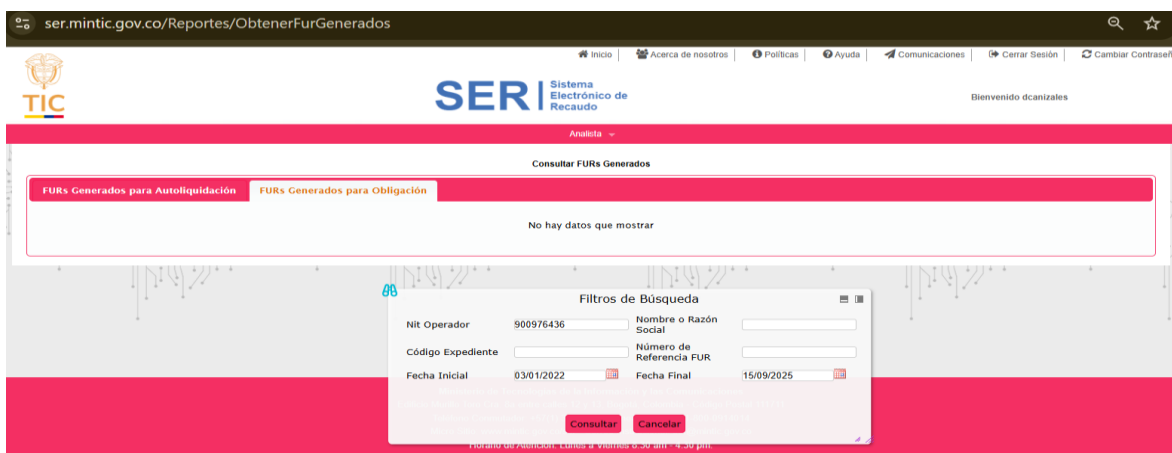 ser.mintic.gov.co/Reportes/ObtenerFurGenerados
Inicio Acerca de nosotros Políticas Ayuda Comunicaciones Cerrar Sesión Cambiar Contraseñ
TIC
SER Sistema Electrónico de Recaudo
Bienvenido dcanizales
Analista
Consultar FURs Generados
FURs Generados para Autoliquidación FURs Generados para Obligación
No hay datos que mostrar
Filtros de Búsqueda
Nit Operador 900976436 Nombre o Razón Social
Código Expediente Número de Referencia FUR
Fecha Inicial 03/01/2022 Fecha Final 15/09/2025
Consultar Cancelar
Horario de Atención: Lunes a Viernes 8:30 am - 4:30 pm.